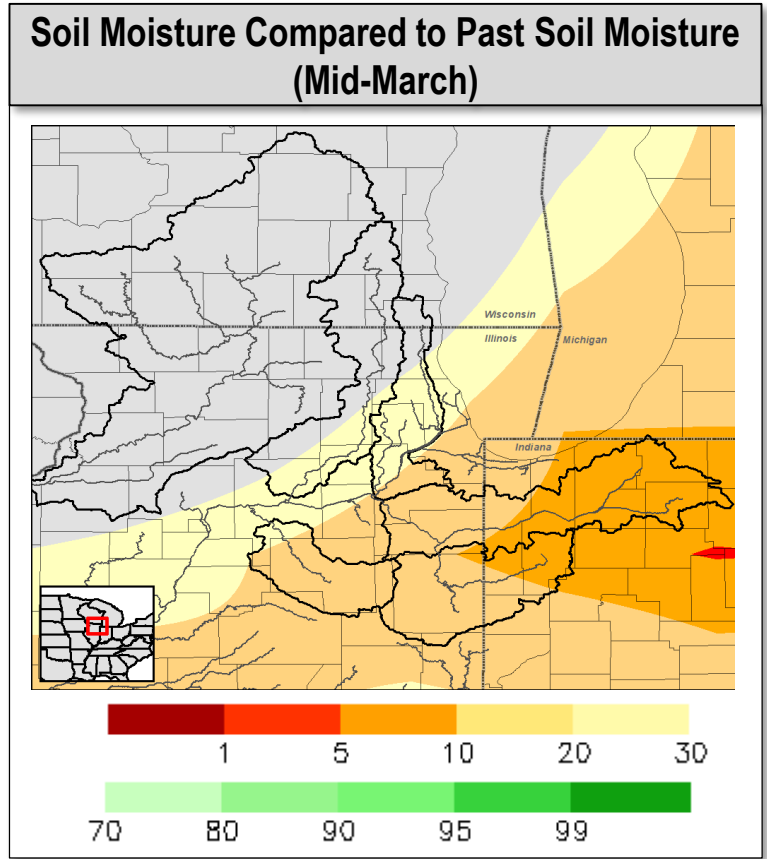 Soil Moisture Compared to Past Soil Moisture
(Mid-March)
Wisconsin
Illinois
Michigan
Indiana
1 5 10 20 30
70 80 90 95 99